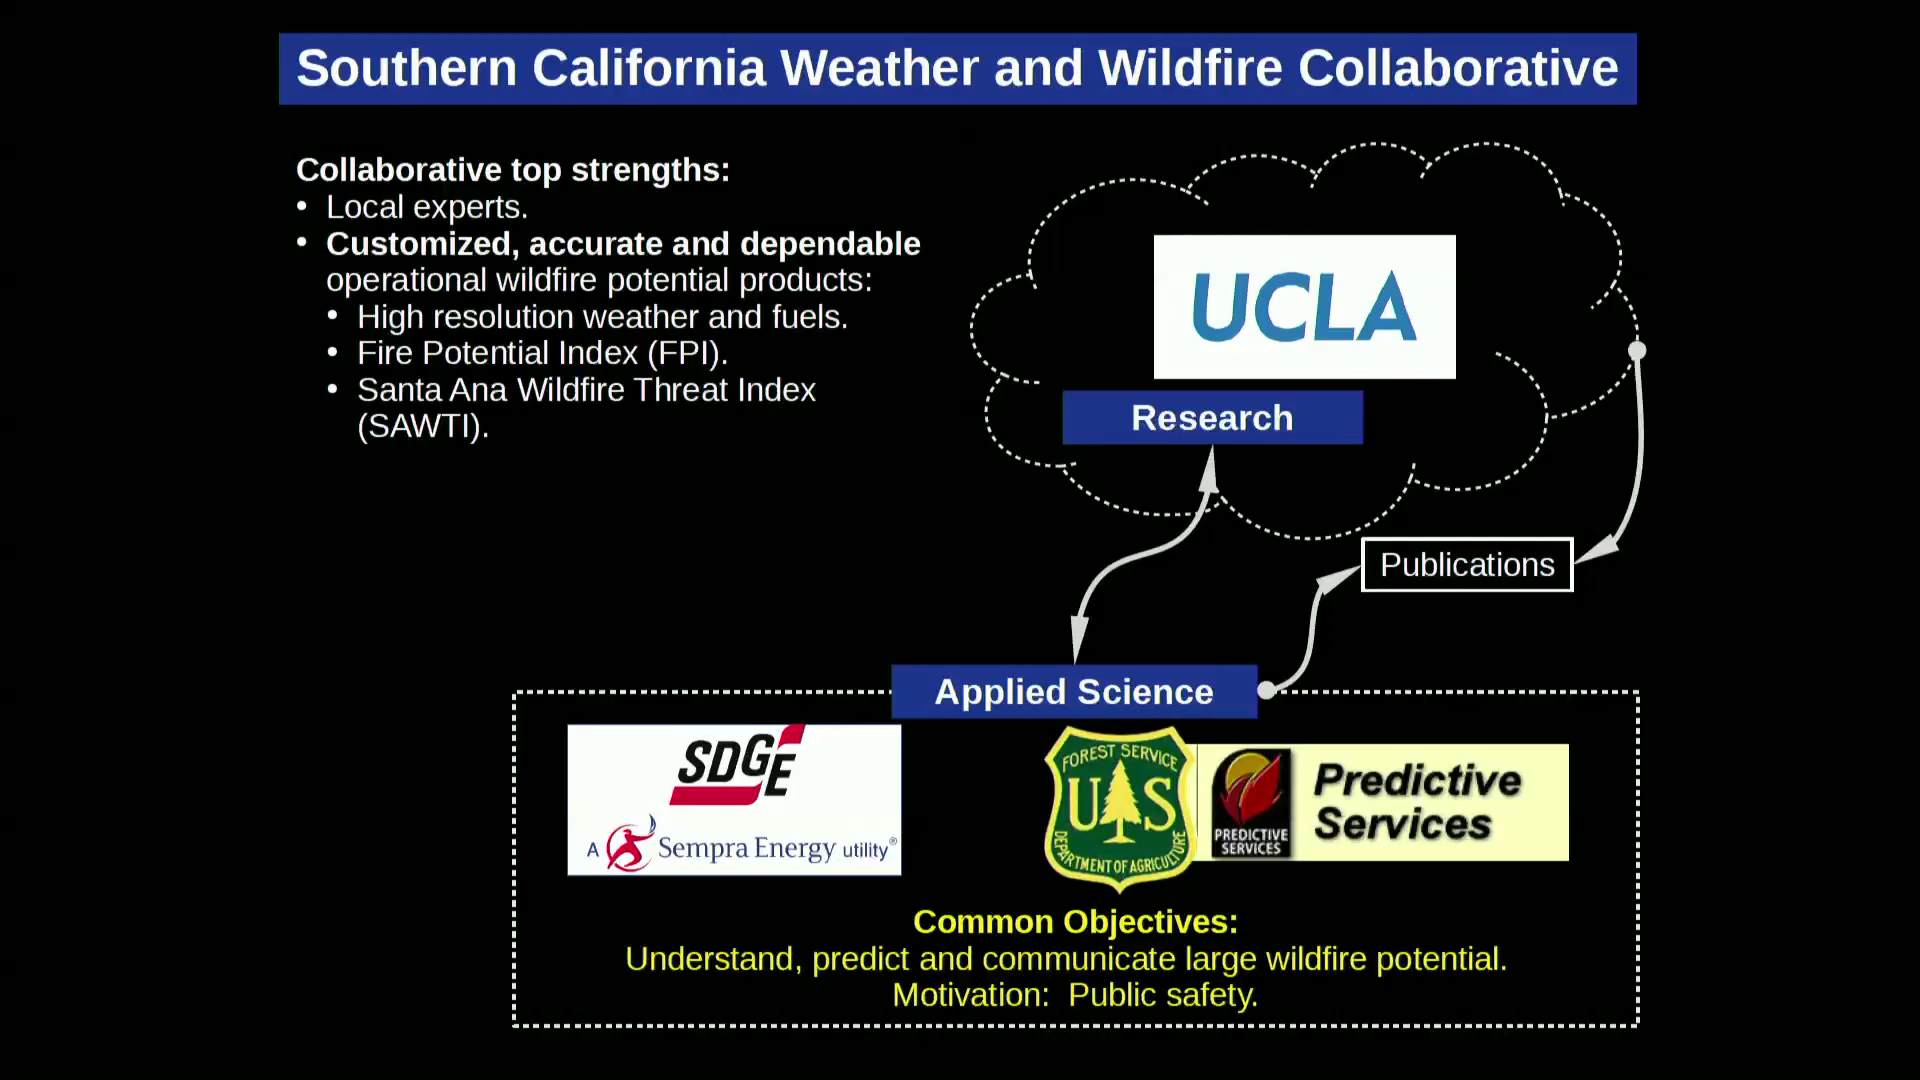 Southern California Weather and Wildfire Collaborative
Collaborative top strengths:
• Local experts.
• Customized, accurate and dependable
operational wildfire potential products:
• High resolution weather and fuels.
• Fire Potential Index (FPI).
• Santa Ana Wildfire Threat Index
(SAWTI).
UCLA
Research
Publications
Applied Science
SDGE
A Sempra Energy utility®
FOREST SERVICE
U S
DEPARTMENT OF AGRICULTURE
PREDICTIVE
SERVICES
Predictive
Services
Common Objectives:
Understand, predict and communicate large wildfire potential.
Motivation:  Public safety.